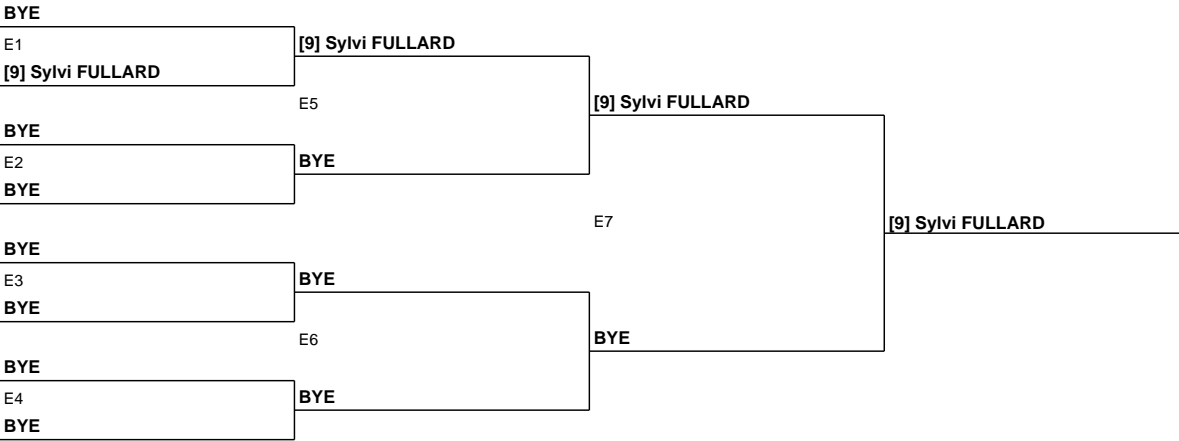 BYE
E1
[9] Sylvi FULLARD
[9] Sylvi FULLARD
E5
[9] Sylvi FULLARD
BYE
E2
BYE
BYE
E7
[9] Sylvi FULLARD
BYE
E3
BYE
BYE
E6
BYE
BYE
E4
BYE
BYE